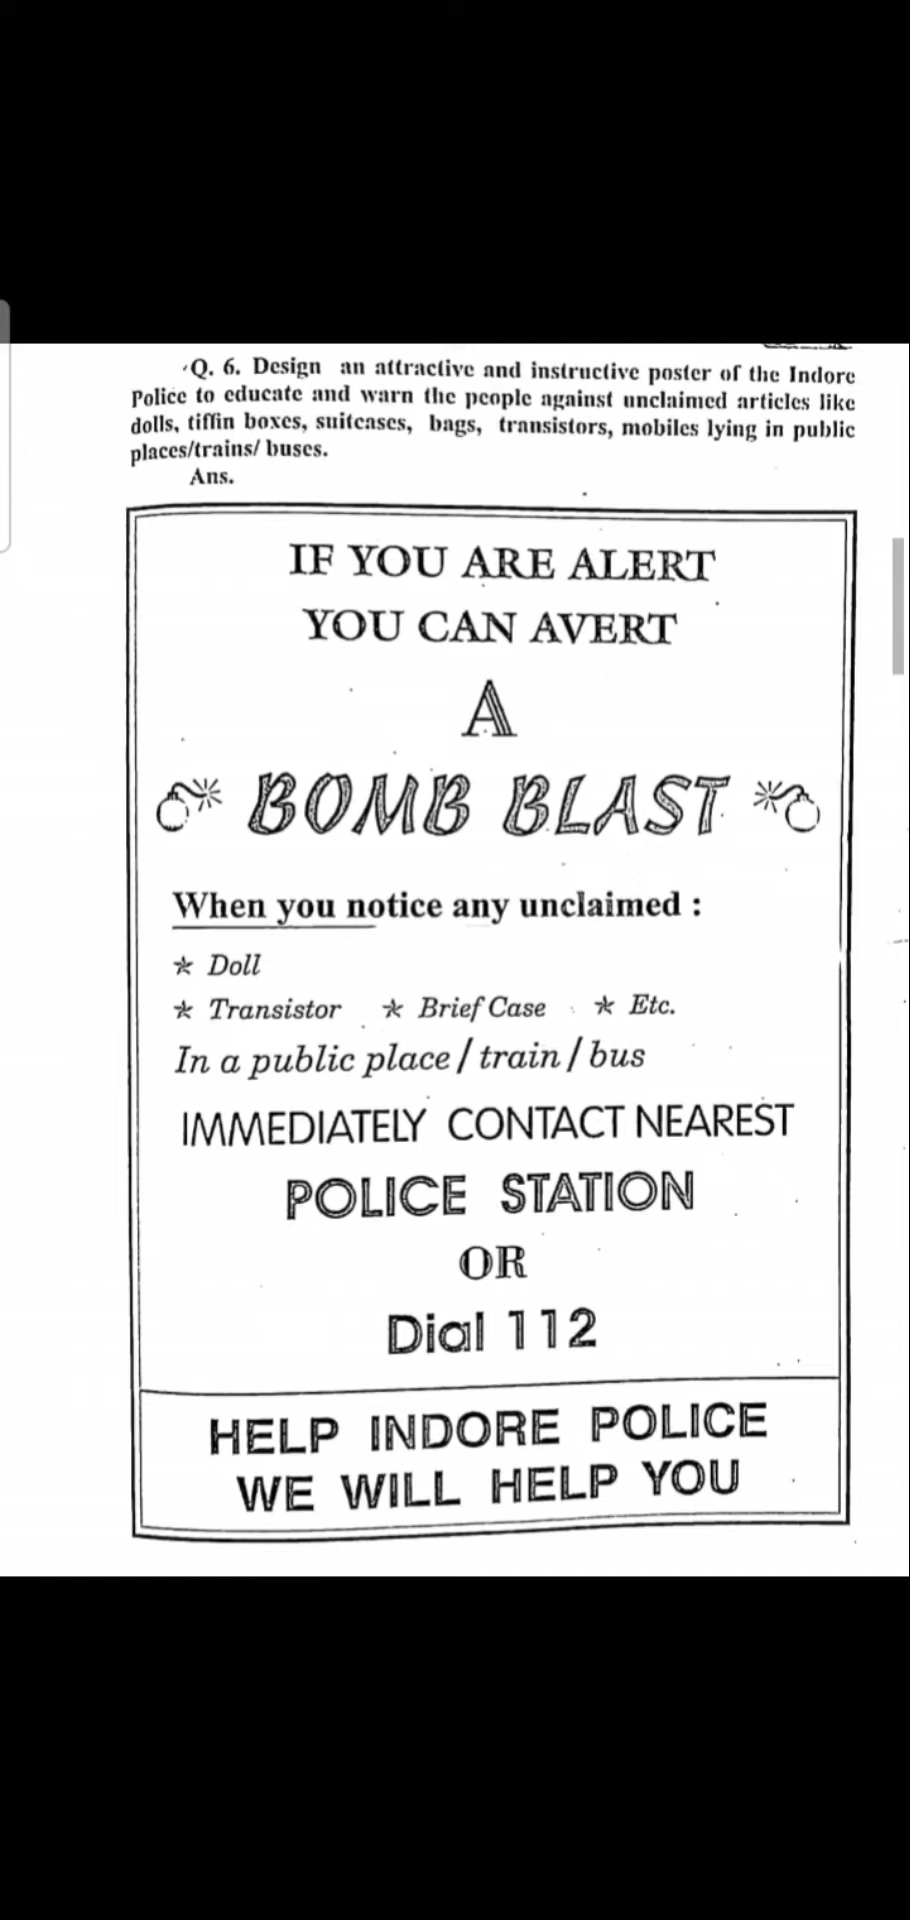 Q. 6. Design an attractive and instructive poster of the Indore
Police to educate and warn the people against unclaimed articles like
dolls, tiffin boxes, suitcases, bags, transistors, mobiles lying in public
places/trains/ buses.
Ans.
IF YOU ARE ALERT
YOU CAN AVERT
A
BOMB BLAST
When you notice any unclaimed :
* Doll
* Transistor * Brief Case * Etc.
In a public place / train / bus
IMMEDIATELY CONTACT NEAREST
POLICE STATION
OR
Dial 112
HELP INDORE POLICE
WE WILL HELP YOU